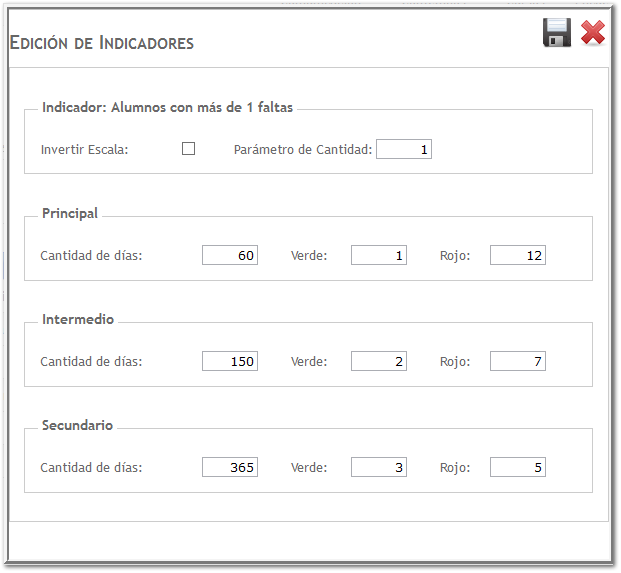 Edición de Indicadores
Indicador: Alumnos con más de 1 faltas
Invertir Escala: Parámetro de Cantidad: 1
Principal
Cantidad de días: 60 Verde: 1 Rojo: 12
Intermedio
Cantidad de días: 150 Verde: 2 Rojo: 7
Secundario
Cantidad de días: 365 Verde: 3 Rojo: 5